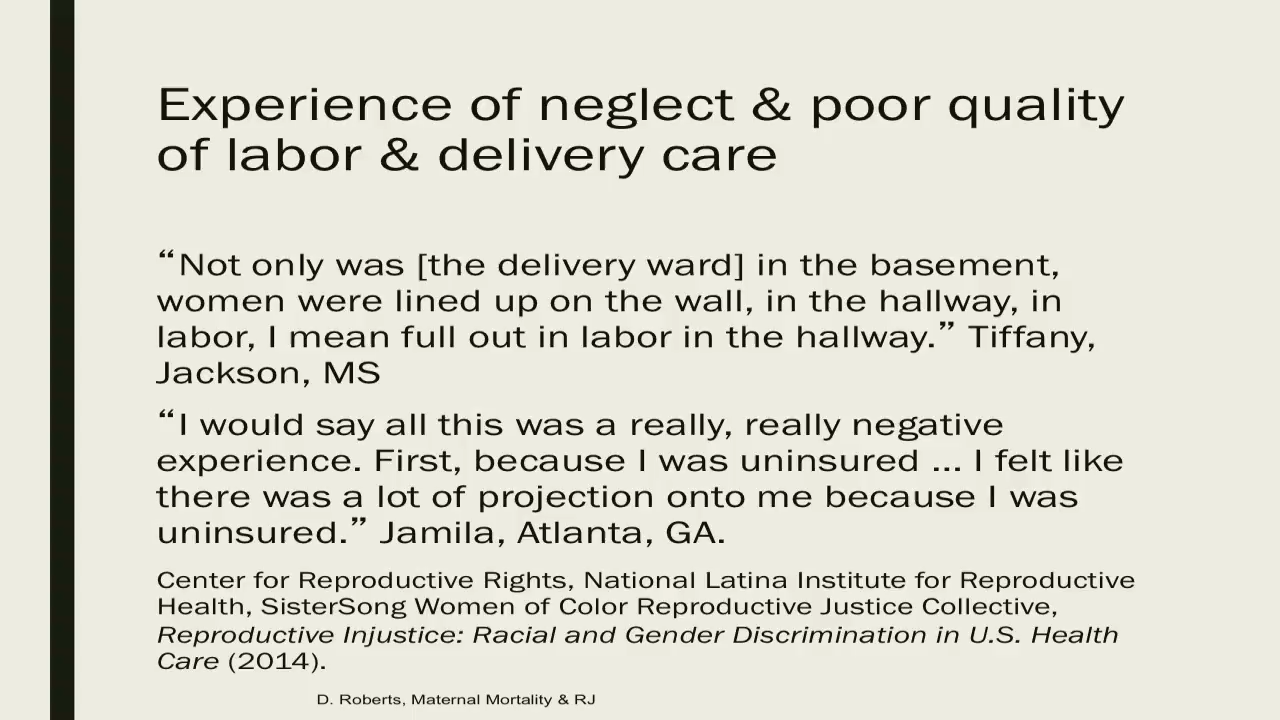 Experience of neglect & poor quality
of labor & delivery care
“Not only was [the delivery ward] in the basement,
women were lined up on the wall, in the hallway, in
labor, I mean full out in labor in the hallway.” Tiffany,
Jackson, MS
“I would say all this was a really, really negative
experience. First, because I was uninsured ... I felt like
there was a lot of projection onto me because I was
uninsured.” Jamila, Atlanta, GA.
Center for Reproductive Rights, National Latina Institute for Reproductive
Health, SisterSong Women of Color Reproductive Justice Collective,
Reproductive Injustice: Racial and Gender Discrimination in U.S. Health
Care (2014).
D. Roberts, Maternal Mortality & RJ